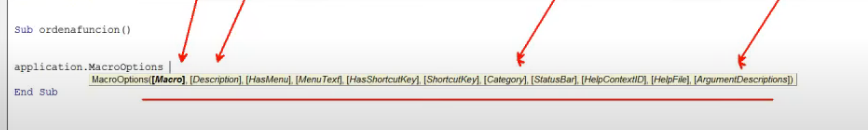 Sub ordenafuncion()
application.MacroOptions
MacroOptions([Macro], [Description], [HasMenu], [MenuText], [HasShortcutKey], [ShortcutKey], [Category], [StatusBar], [HelpContextID], [HelpFile], [ArgumentDescriptions])
End Sub